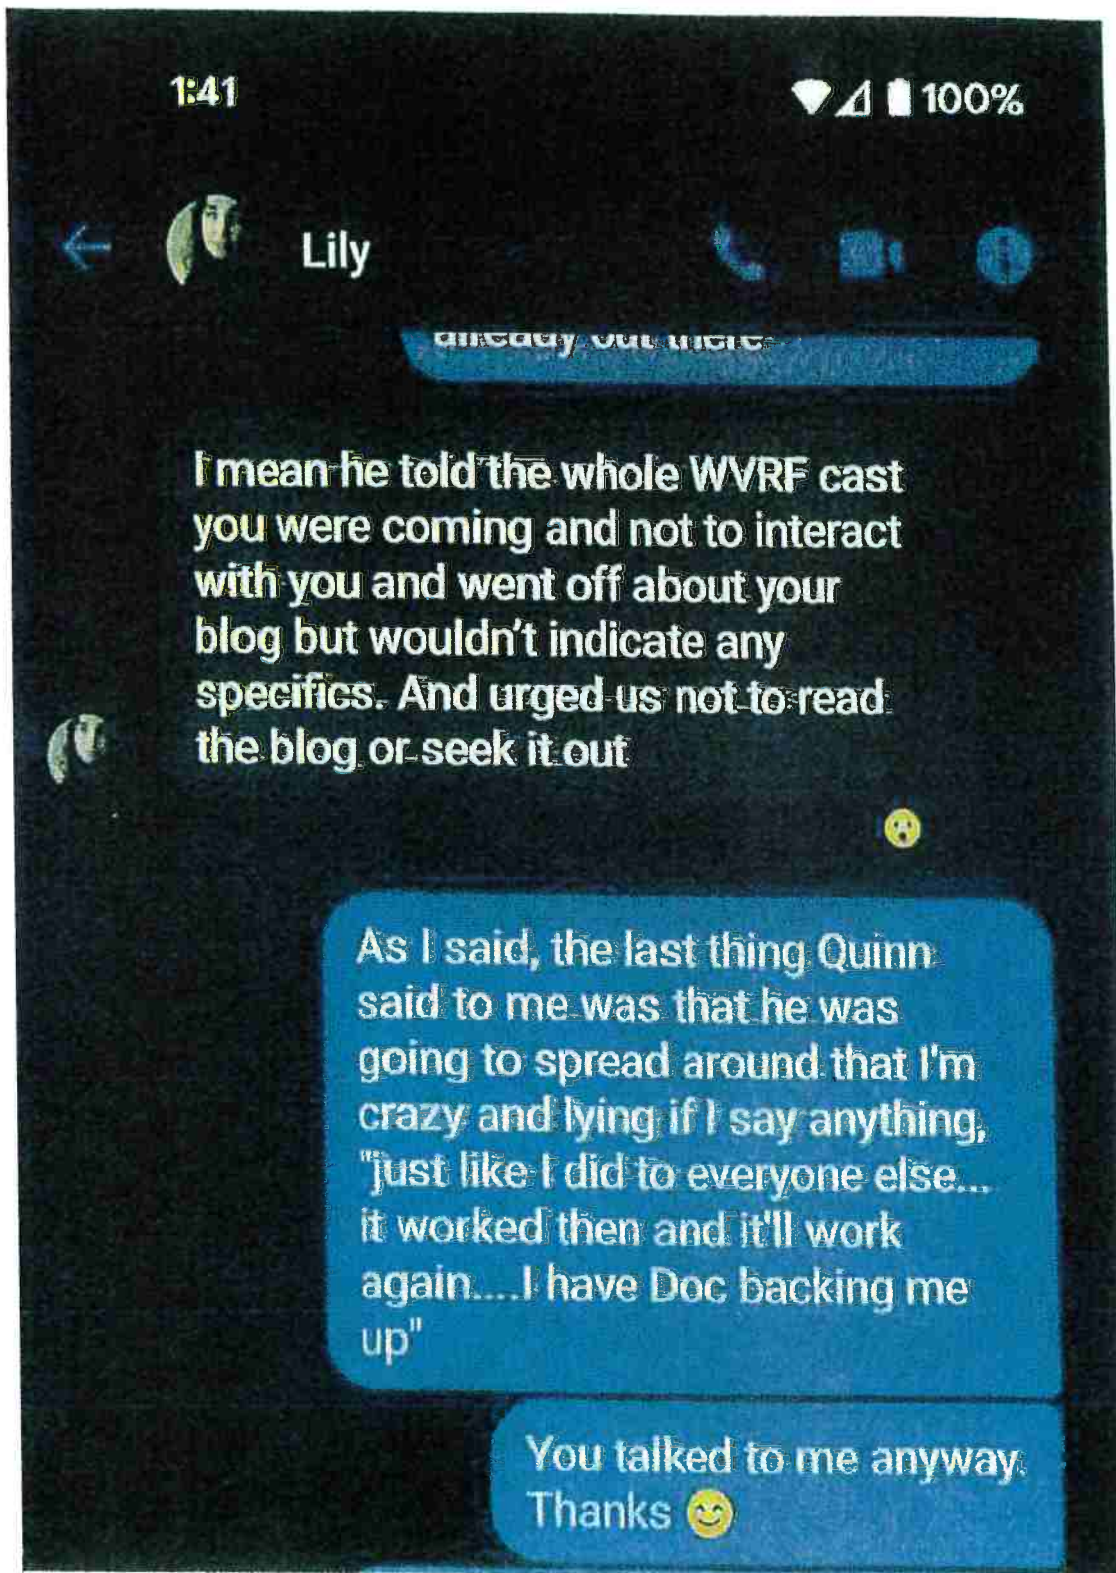 1:41
100%
Lily
already out there
I mean he told the whole WVRF cast
you were coming and not to interact
with you and went off about your
blog but wouldn't indicate any
specifics. And urged us not to read
the blog or seek it out
As I said, the last thing Quinn
said to me was that he was
going to spread around that I'm
crazy and lying if I say anything,
"just like I did to everyone else...
it worked then and it'll work
again....I have Doc backing me
up"
You talked to me anyway.
Thanks